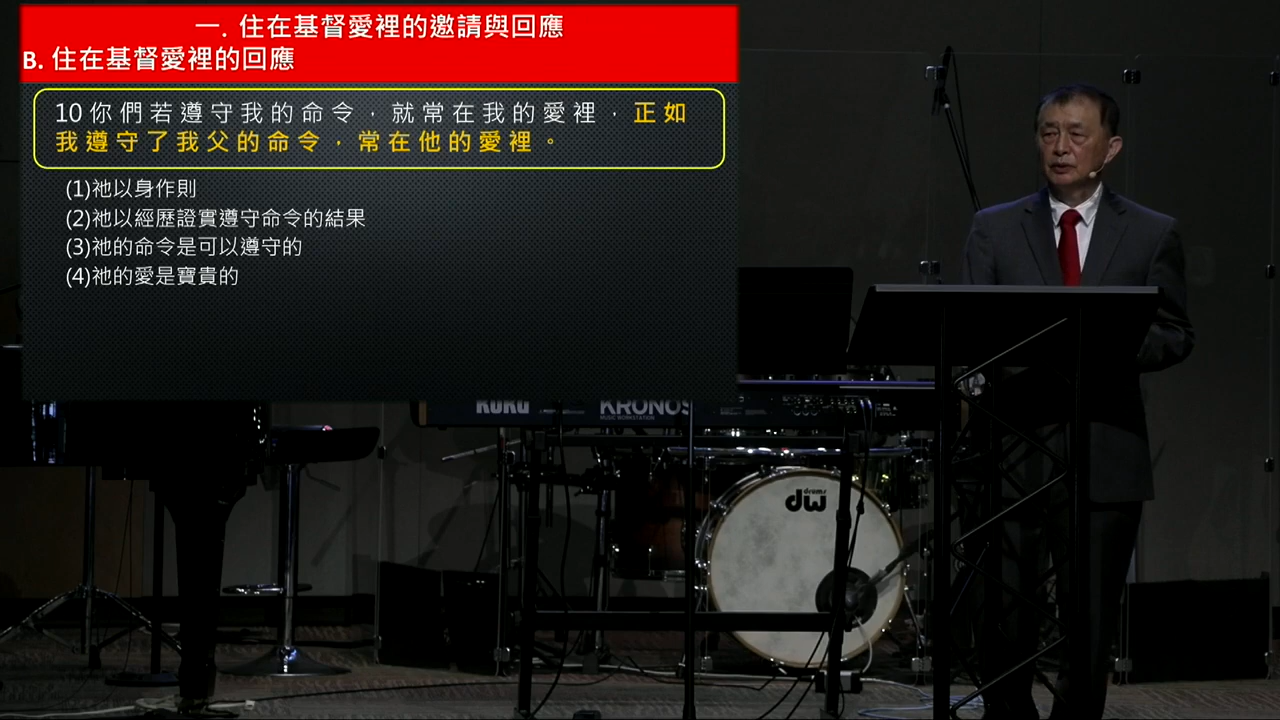 一. 住在基督愛裡的邀請與回應
B. 住在基督愛裡的回應
10 你們若遵守我的命令，就常在我的愛裡，正如
我遵守了我父的命令，常在他的愛裡。
(1)祂以身作則
(2)祂以經歷證實遵守命令的結果
(3)祂的命令是可以遵守的
(4)祂的愛是寶貴的
KORG
KRONOS
MUSIC WORKSTATION
drums
dw